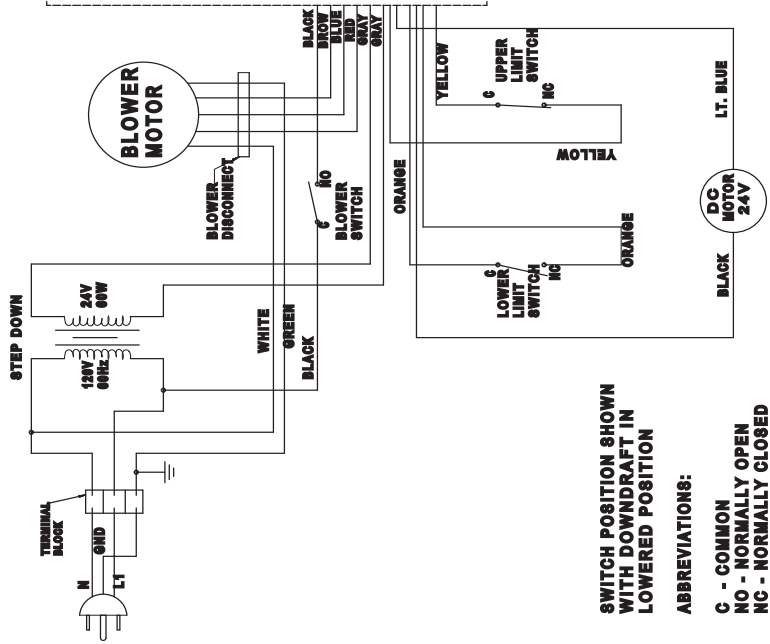 BLACK
BROW
BLUE
RED
GRAY
GRAY
BLOWER
MOTOR
BLOWER
DISCONNECT
C
NO
BLOWER
SWITCH
YELLOW
UPPER
LIMIT
SWITCH
C
NC
YELLOW
LT. BLUE
ORANGE
ORANGE
C
LOWER
LIMIT
SWITCH
NC
DC
MOTOR
24V
BLACK
STEP DOWN
24V
60W
120V
60Hz
WHITE
GREEN
BLACK
TERMINAL
BLOCK
N
GND
L1
SWITCH POSITION SHOWN
WITH DOWNDRAFT IN
LOWERED POSITION
ABBREVIATIONS:
C - COMMON
NO - NORMALLY OPEN
NC - NORMALLY CLOSED